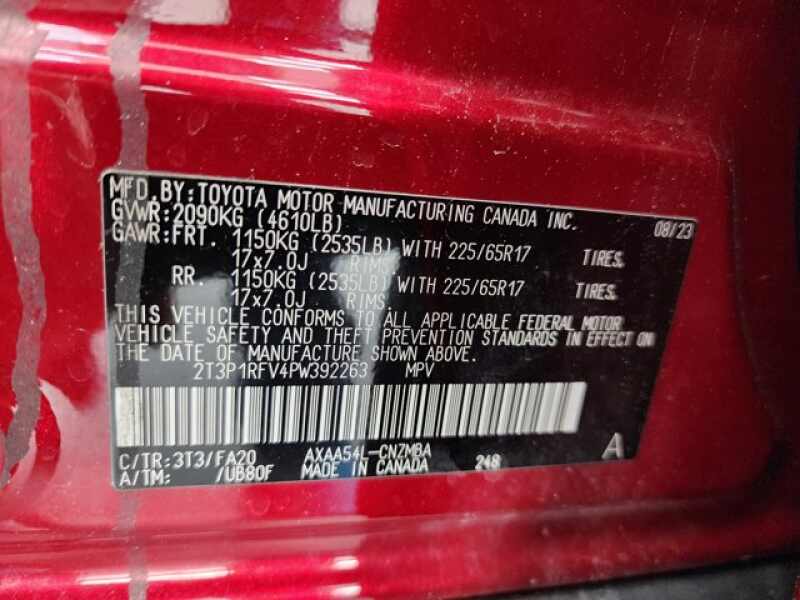 MFD. BY: TOYOTA MOTOR MANUFACTURING CANADA INC. 08/23
GVWR: 2090KG (4610LB)
GAWR: FRT. 1150KG (2535LB) WITH 225/65R17 TIRES,
17x7.0J RIMS,
RR. 1150KG (2535LB) WITH 225/65R17 TIRES,
17x7.0J RIMS,
THIS VEHICLE CONFORMS TO ALL APPLICABLE FEDERAL MOTOR
VEHICLE SAFETY AND THEFT PREVENTION STANDARDS IN EFFECT ON
THE DATE OF MANUFACTURE SHOWN ABOVE.
2T3P1RFV4PW392263 MPV
C/TR: 3T3/FA20 AXAA54L-CNZMBA A
A/TM: /UB80F MADE IN CANADA 248